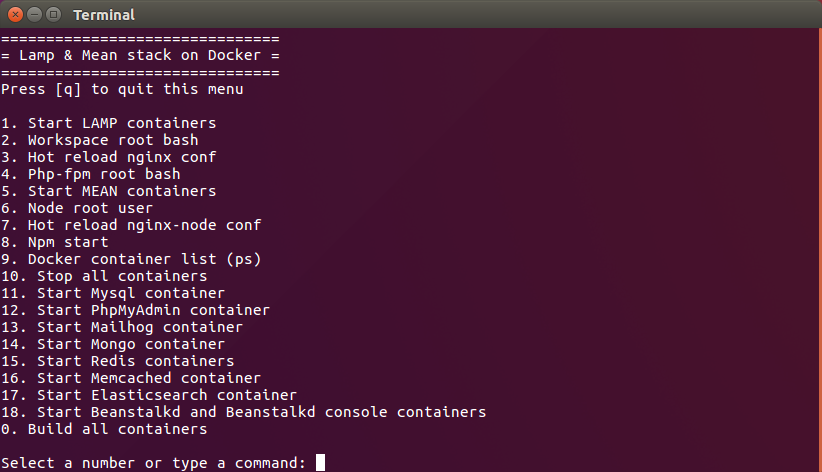 Terminal
===============================
= Lamp & Mean stack on Docker =
===============================
Press [q] to quit this menu
1. Start LAMP containers
2. Workspace root bash
3. Hot reload nginx conf
4. Php-fpm root bash
5. Start MEAN containers
6. Node root user
7. Hot reload nginx-node conf
8. Npm start
9. Docker container list (ps)
10. Stop all containers
11. Start Mysql container
12. Start PhpMyAdmin container
13. Start Mailhog container
14. Start Mongo container
15. Start Redis containers
16. Start Memcached container
17. Start Elasticsearch container
18. Start Beanstalkd and Beanstalkd console containers
0. Build all containers
Select a number or type a command: